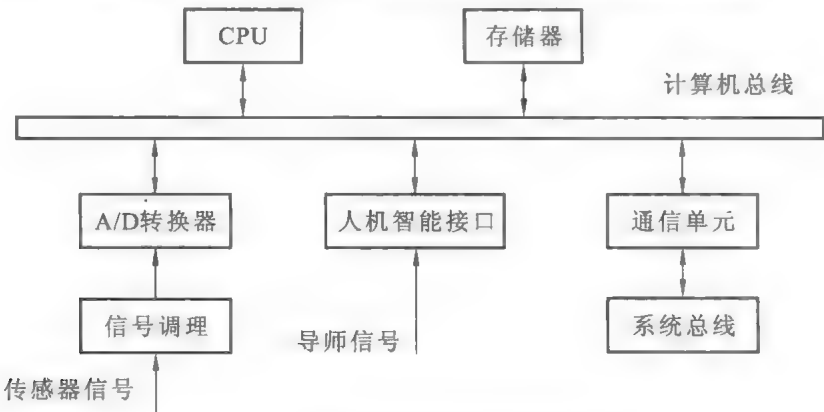 CPU
存储器
计算机总线
A/D转换器
人机智能接口
通信单元
信号调理
导师信号
系统总线
传感器信号